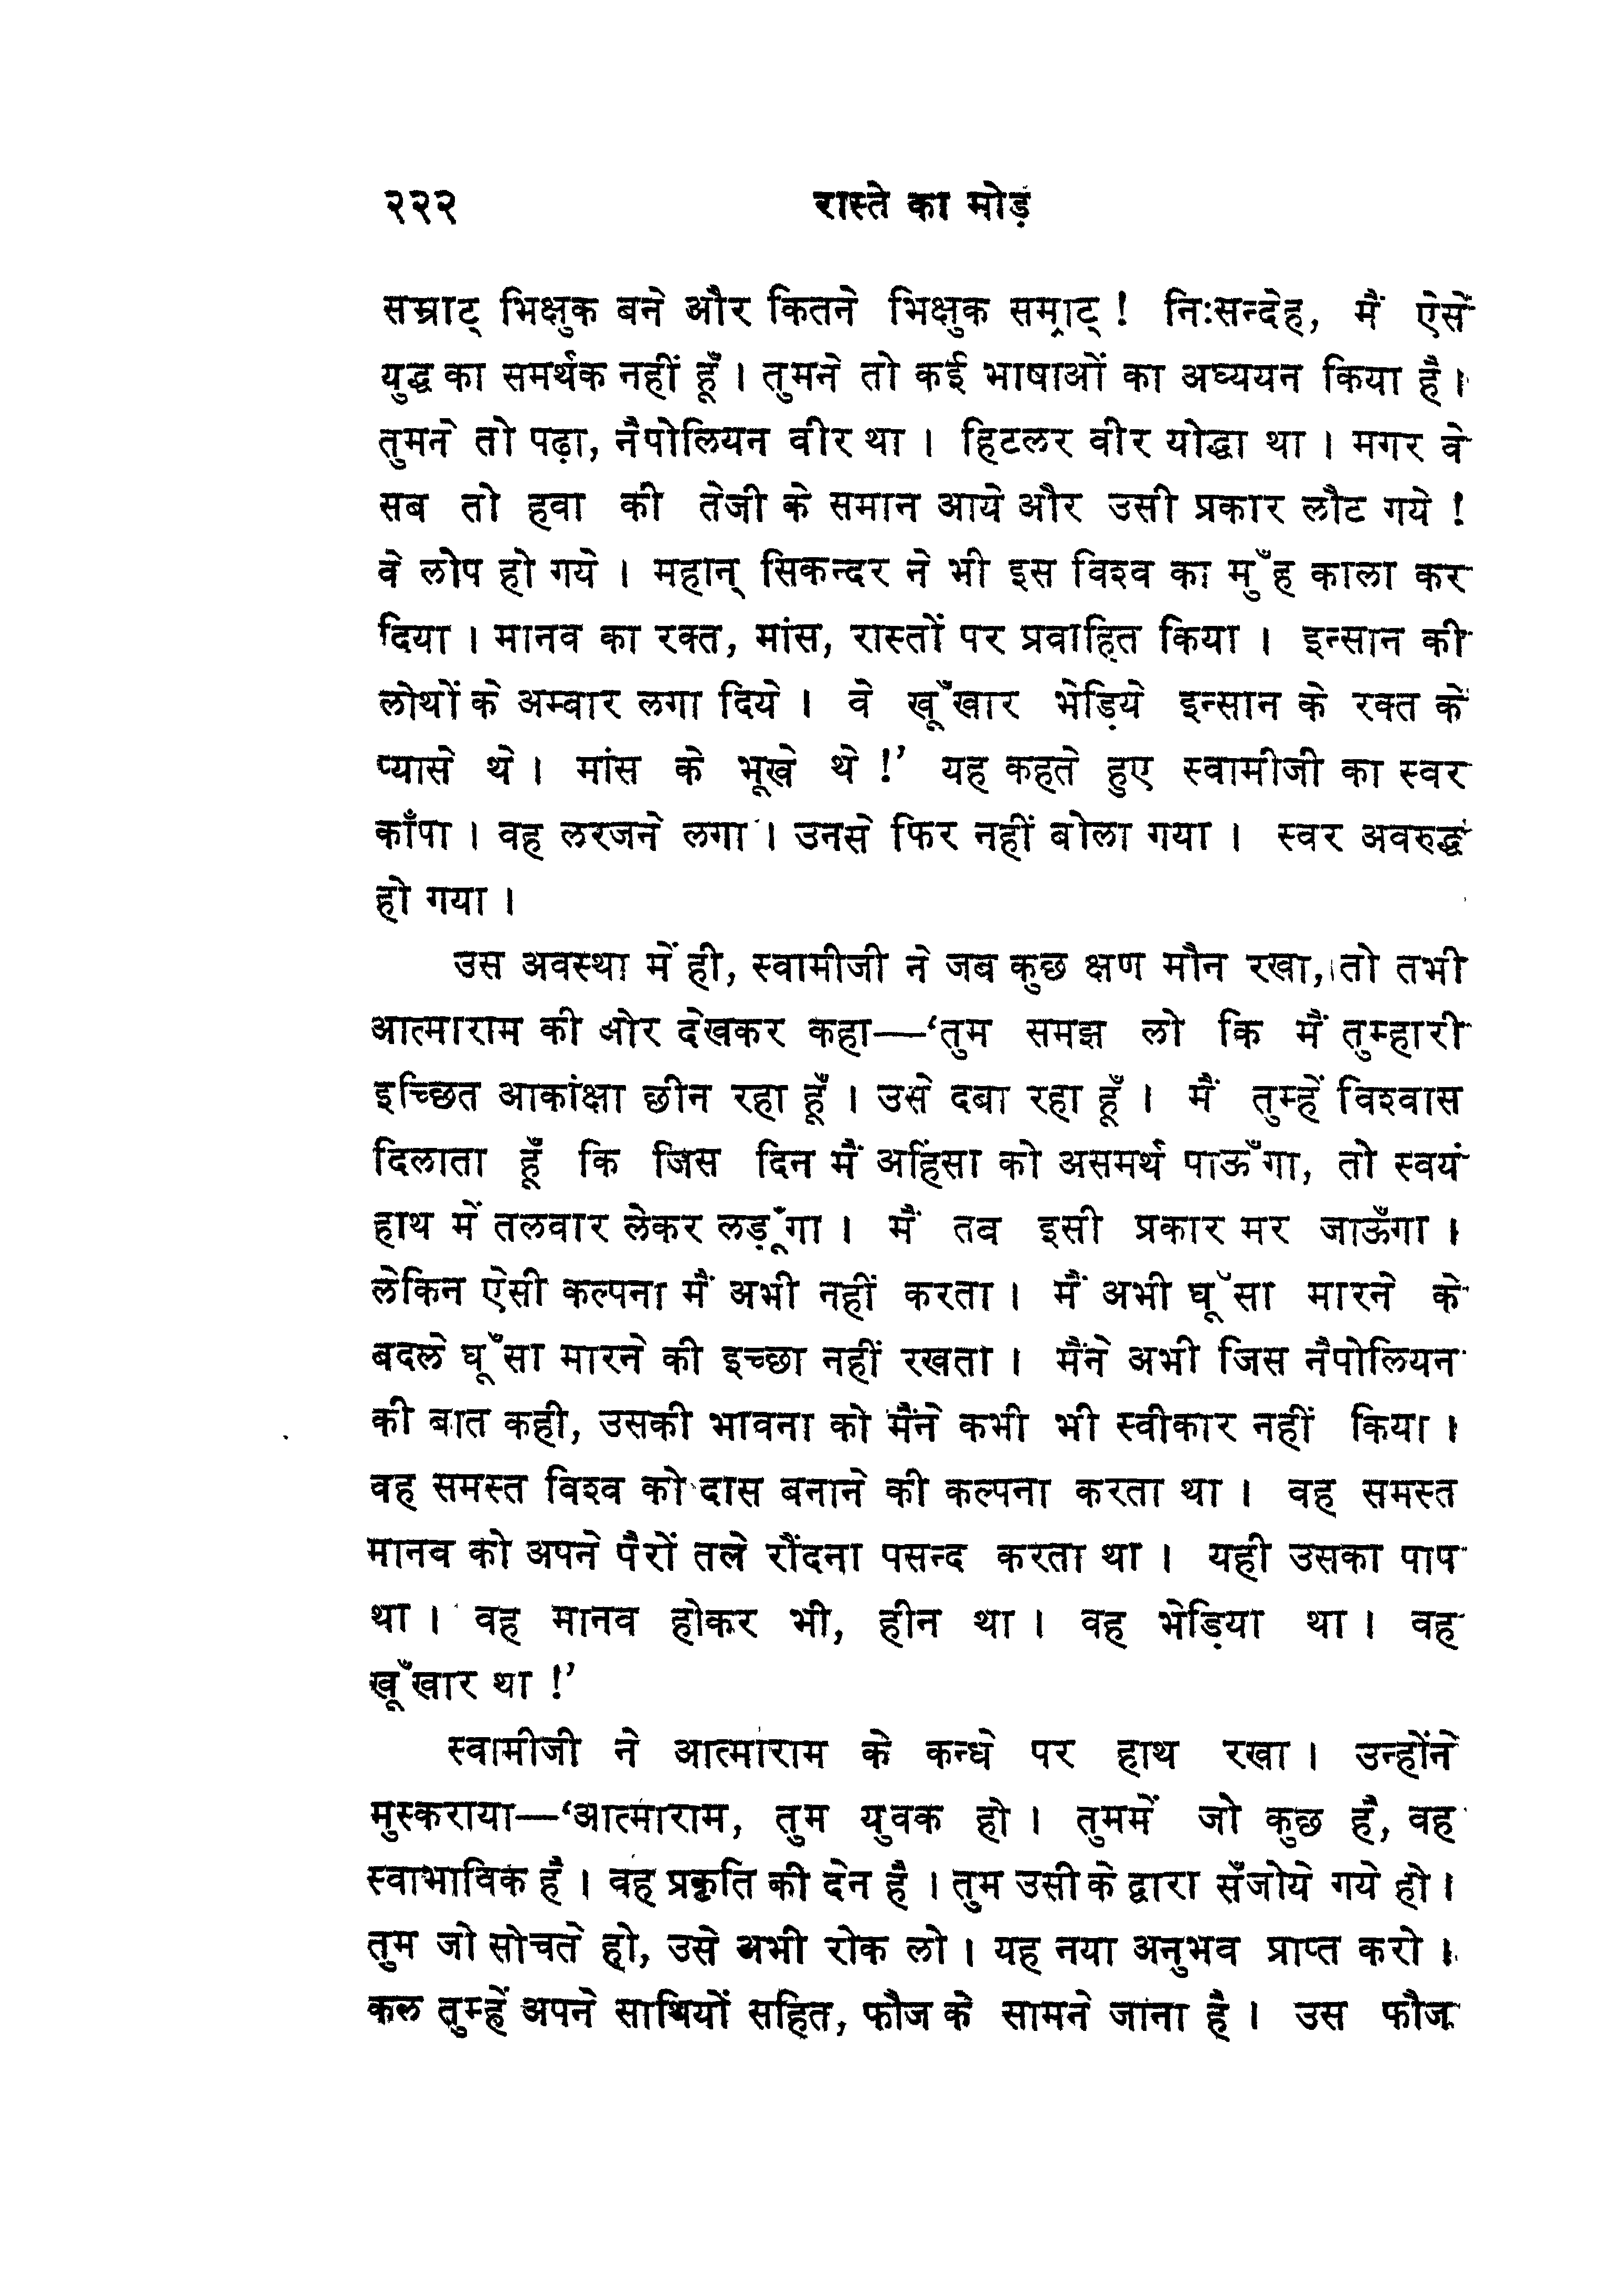 २२२ रास्ते का मोड़
सम्राट् भिक्षुक बने और कितने भिक्षुक सम्राट् ! निःसन्देह, मैं ऐसे
युद्ध का समर्थक नहीं हूँ । तुमने तो कई भाषाओं का अध्ययन किया है ।
तुमने तो पढ़ा, नैपोलियन वीर था । हिटलर वीर योद्धा था । मगर वे
सब तो हवा की तेजी के समान आये और उसी प्रकार लौट गये !
वे लोप हो गये । महान् सिकन्दर ने भी इस विश्व का मुँह काला कर
दिया । मानव का रक्त, मांस, रास्तों पर प्रवाहित किया । इन्सान की
लोथों के अम्वार लगा दिये । वे खूँखार भेड़िये इन्सान के रक्त के
प्यासे थे । मांस के भूखे थे !’ यह कहते हुए स्वामीजी का स्वर
काँपा । वह लरजने लगा । उनसे फिर नहीं बोला गया । स्वर अवरुद्ध
हो गया ।
उस अवस्था में ही, स्वामीजी ने जब कुछ क्षण मौन रखा, तो तभी
आत्माराम की ओर देखकर कहा—‘तुम समझ लो कि मैं तुम्हारी
इच्छित आकांक्षा छीन रहा हूँ । उसे दबा रहा हूँ । मैं तुम्हें विश्वास
दिलाता हूँ कि जिस दिन मैं अहिंसा को असमर्थ पाऊँगा, तो स्वयं
हाथ में तलवार लेकर लड़ूँगा । मैं तव इसी प्रकार मर जाऊँगा ।
लेकिन ऐसी कल्पना मैं अभी नहीं करता । मैं अभी घूँसा मारने के
बदले घूँसा मारने की इच्छा नहीं रखता । मैंने अभी जिस नैपोलियन
की बात कही, उसकी भावना को मैंने कभी भी स्वीकार नहीं किया ।
वह समस्त विश्व को दास बनाने की कल्पना करता था । वह समस्त
मानव को अपने पैरों तले रौंदना पसन्द करता था । यही उसका पाप
था । वह मानव होकर भी, हीन था । वह भेड़िया था । वह
खूँखार था !’
स्वामीजी ने आत्माराम के कन्धे पर हाथ रखा । उन्होंने
मुस्कराया—‘आत्माराम, तुम युवक हो । तुममें जो कुछ है, वह
स्वाभाविक है । वह प्रकृति की देन है । तुम उसी के द्वारा सँजोये गये हो ।
तुम जो सोचते हो, उसे अभी रोक लो । यह नया अनुभव प्राप्त करो ।
कल तुम्हें अपने साथियों सहित, फौज के सामने जाना है । उस फौज